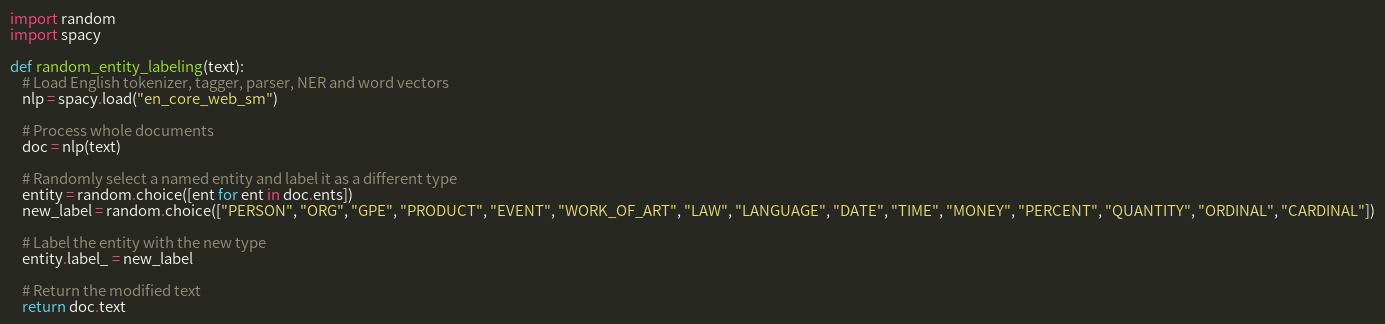 import random
import spacy

def random_entity_labeling(text):
    # Load English tokenizer, tagger, parser, NER and word vectors
    nlp = spacy.load("en_core_web_sm")

    # Process whole documents
    doc = nlp(text)

    # Randomly select a named entity and label it as a different type
    entity = random.choice([ent for ent in doc.ents])
    new_label = random.choice(["PERSON", "ORG", "GPE", "PRODUCT", "EVENT", "WORK_OF_ART", "LAW", "LANGUAGE", "DATE", "TIME", "MONEY", "PERCENT", "QUANTITY", "ORDINAL", "CARDINAL"])

    # Label the entity with the new type
    entity.label_ = new_label

    # Return the modified text
    return doc.text